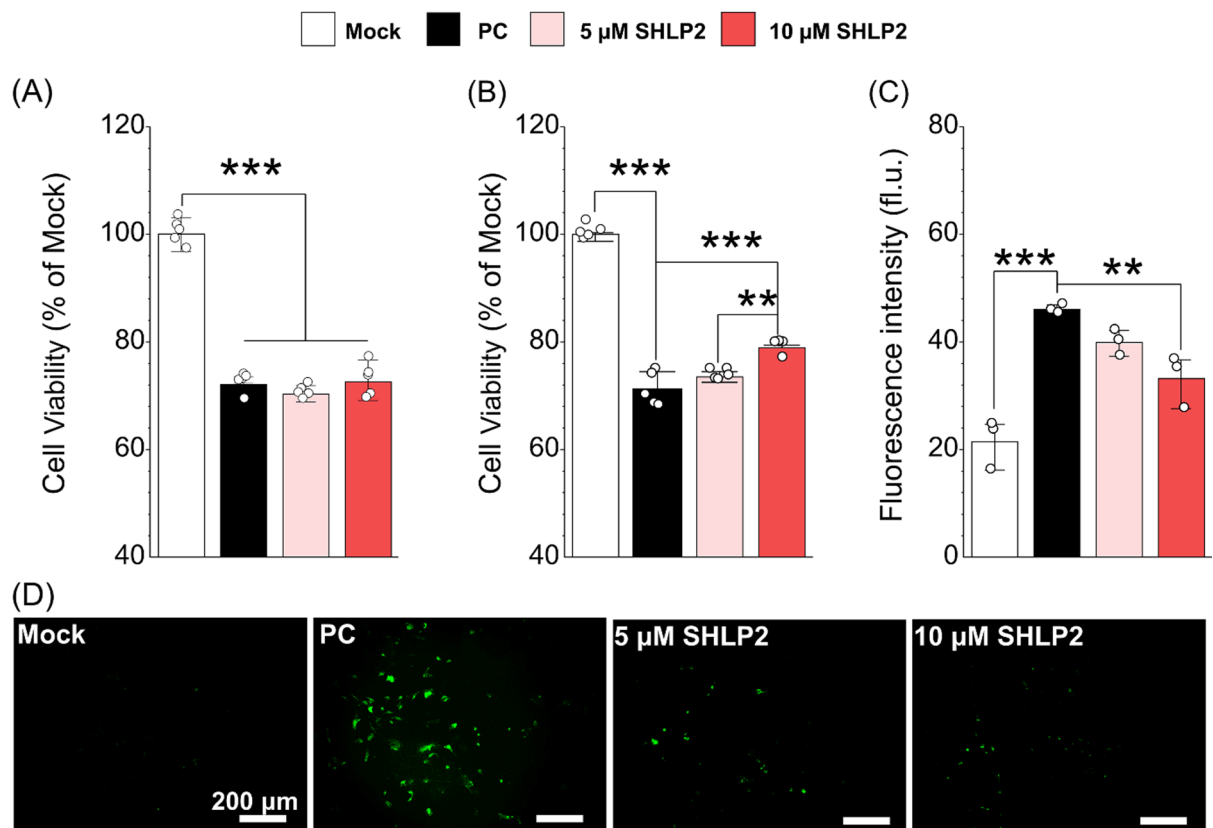 Mock PC 5 µM SHLP2 10 µM SHLP2
(A) (B) (C)
Cell Viability (% of Mock)
120
100
80
60
40
***
Cell Viability (% of Mock)
120
100
80
60
40
***
***
**
Fluorescence intensity (fl.u.)
80
60
40
20
0
***
**
(D)
Mock
200 µm
PC
5 µM SHLP2
10 µM SHLP2